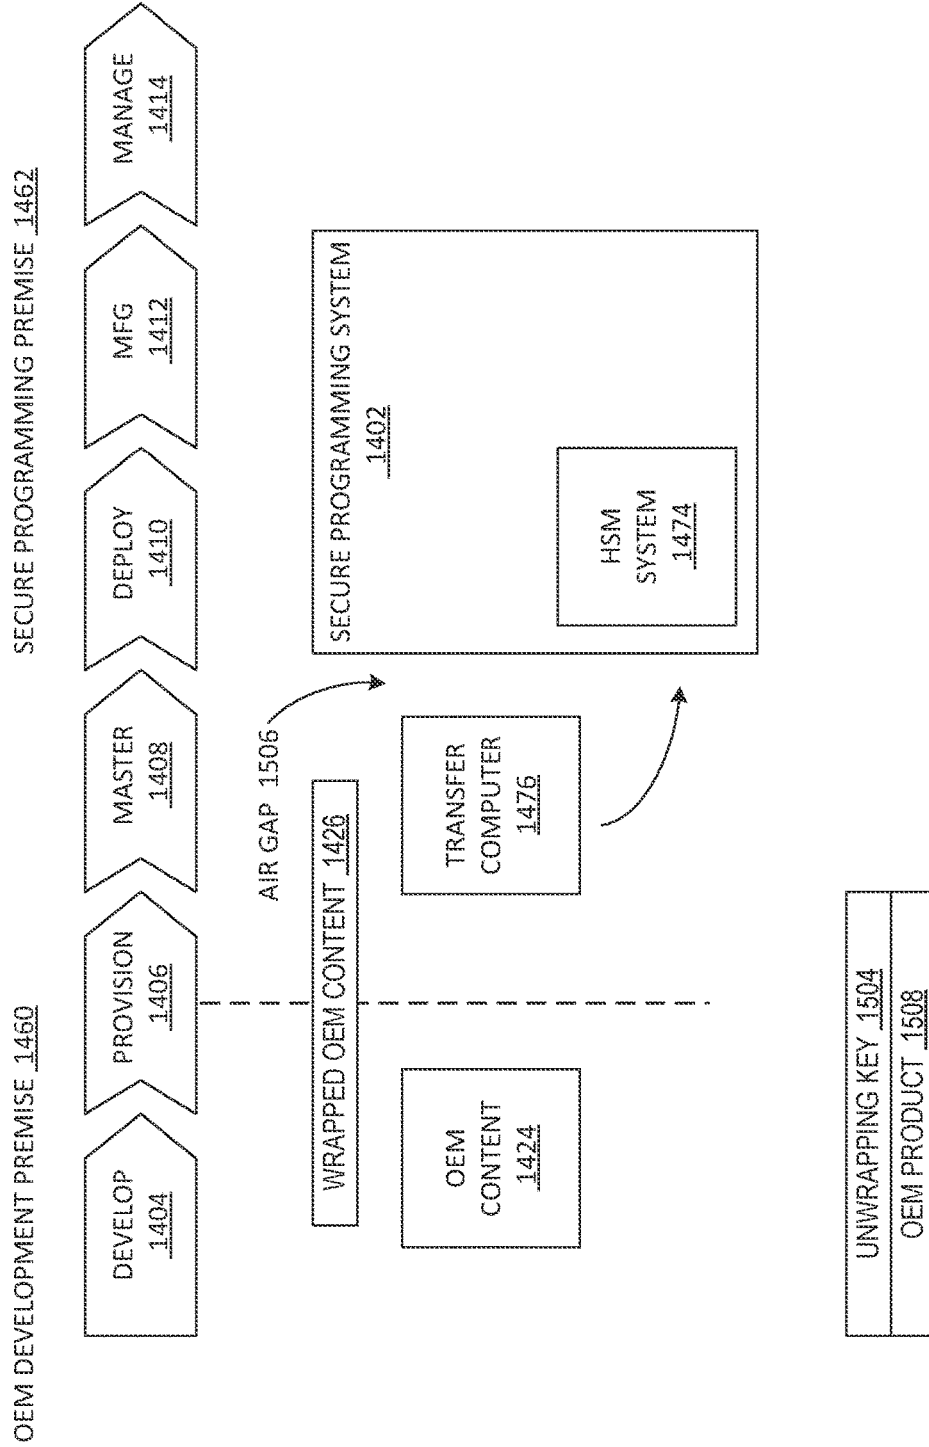 OEM DEVELOPMENT PREMISE 1460
SECURE PROGRAMMING PREMISE 1462
DEVELOP
1404
PROVISION
1406
MASTER
1408
DEPLOY
1410
MFG
1412
MANAGE
1414
AIR GAP 1506
WRAPPED OEM CONTENT 1426
OEM
CONTENT
1424
TRANSFER
COMPUTER
1476
SECURE PROGRAMMING SYSTEM
1402
HSM
SYSTEM
1474
UNWRAPPING KEY 1504
OEM PRODUCT 1508